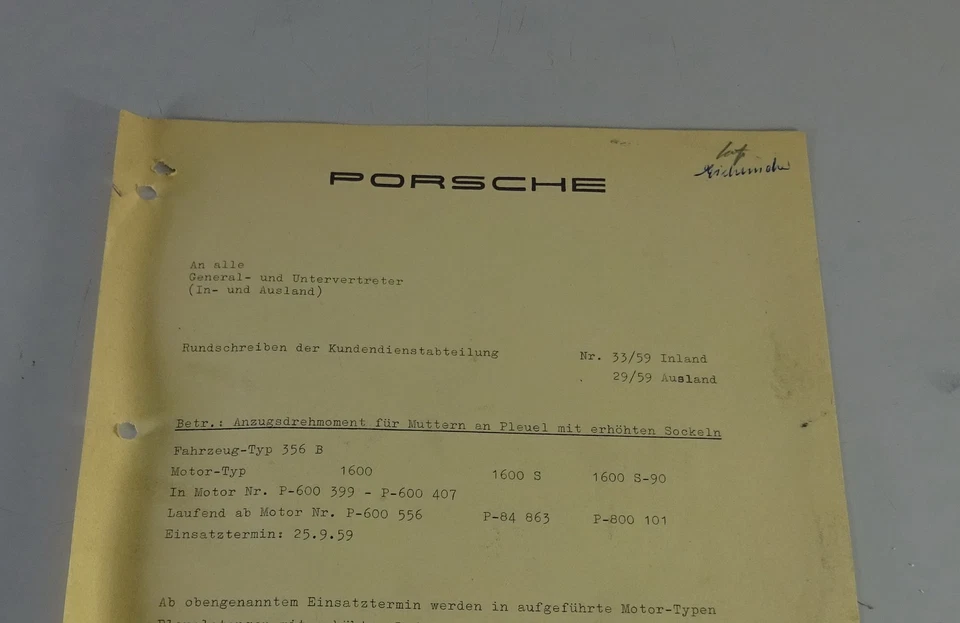 PORSCHE
An alle
General- und Untervertreter
(In- und Ausland)
Rundschreiben der Kundendienstabteilung Nr. 33/59 Inland
29/59 Ausland
Betr.: Anzugsdrehmoment für Muttern an Pleuel mit erhöhten Sockeln
Fahrzeug-Typ 356 B
Motor-Typ 1600 1600 S 1600 S-90
In Motor Nr. P-600 399 - P-600 407
Laufend ab Motor Nr. P-600 556 P-84 863 P-800 101
Einsatztermin: 25.9.59
Ab obengenanntem Einsatztermin werden in aufgeführte Motor-Typen